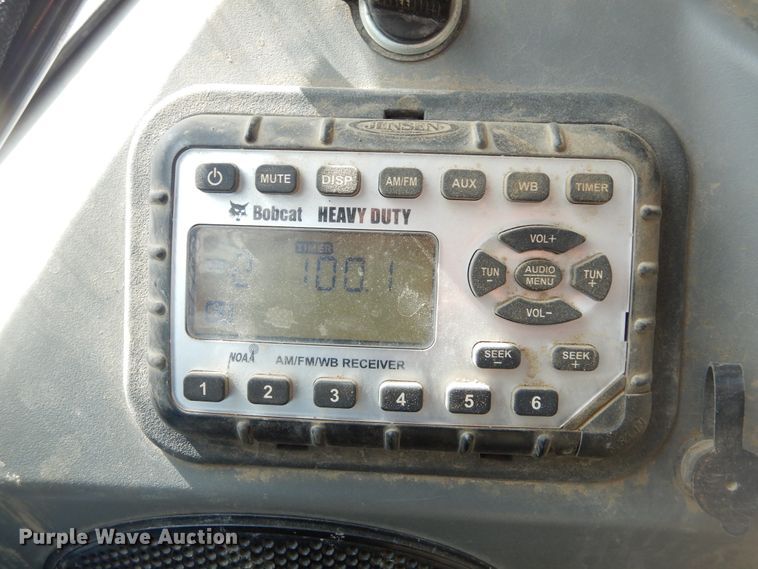 JENSEN
MUTE DISP AM/FM AUX WB TIMER
Bobcat HEAVY DUTY
VOL+
TIMER
100.1
TUN - AUDIO/MENU TUN +
VOL-
NOAA AM/FM/WB RECEIVER
SEEK - SEEK +
1 2 3 4 5 6
Purple Wave Auction